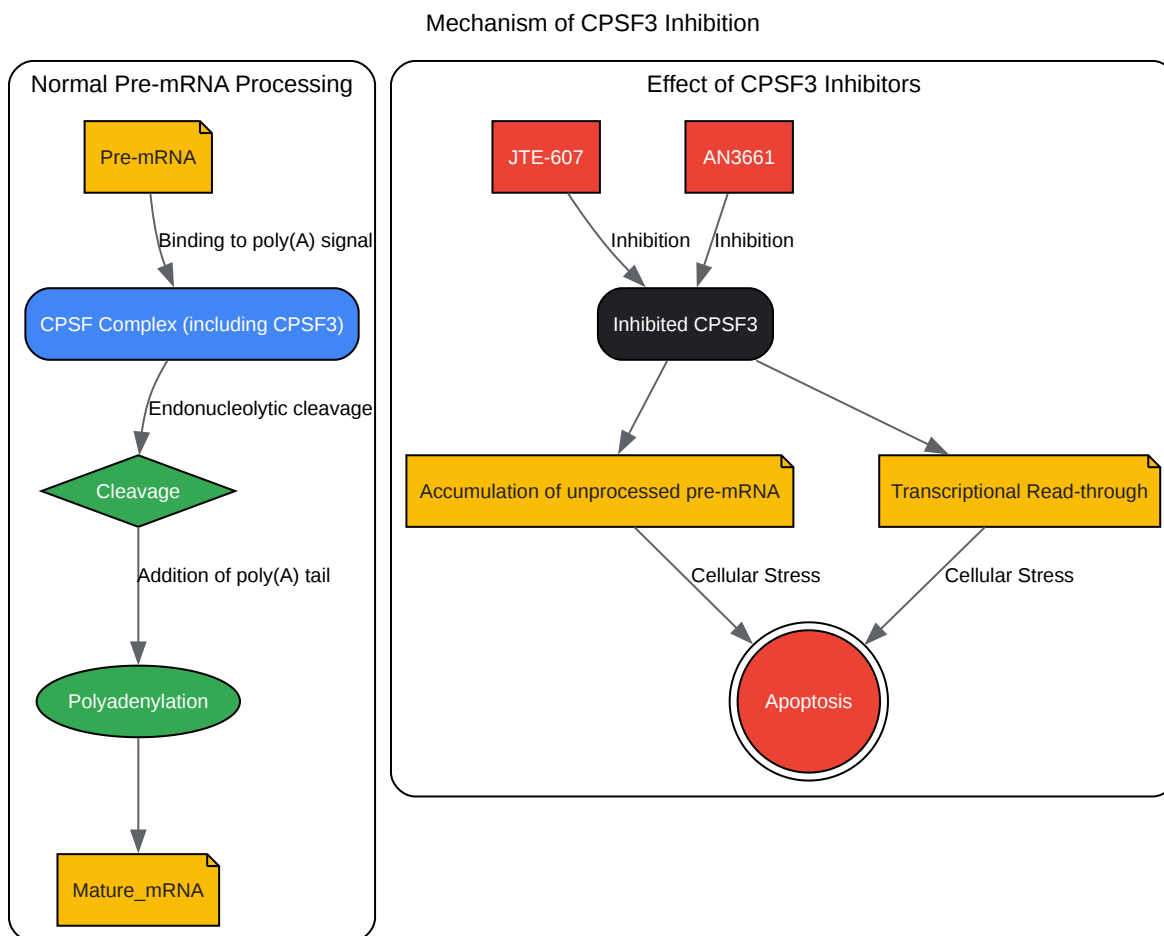 Mechanism of CPSF3 Inhibition
Normal Pre-mRNA Processing
Pre-mRNA
Binding to poly(A) signal
CPSF Complex (including CPSF3)
Endonucleolytic cleavage
Cleavage
Addition of poly(A) tail
Polyadenylation
Mature_mRNA
Effect of CPSF3 Inhibitors
JTE-607
AN3661
Inhibition
Inhibition
Inhibited CPSF3
Accumulation of unprocessed pre-mRNA
Transcriptional Read-through
Cellular Stress
Cellular Stress
Apoptosis